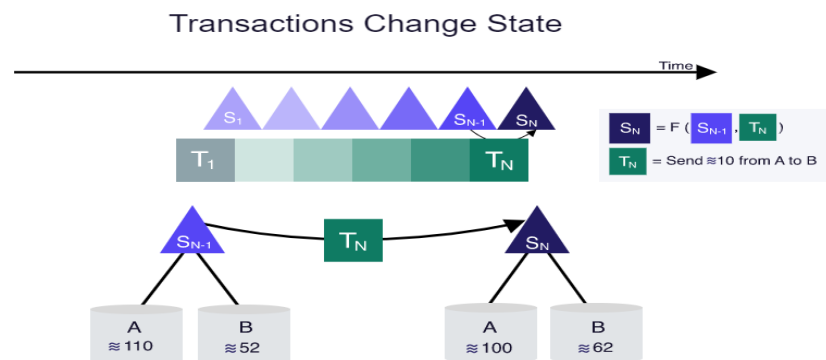 Transactions Change State
Time
S1 SN-1 SN
T1 TN
SN = F ( SN-1 , TN )
TN = Send ≋10 from A to B
SN-1 TN SN
A B A B
≋110 ≋52 ≋100 ≋62